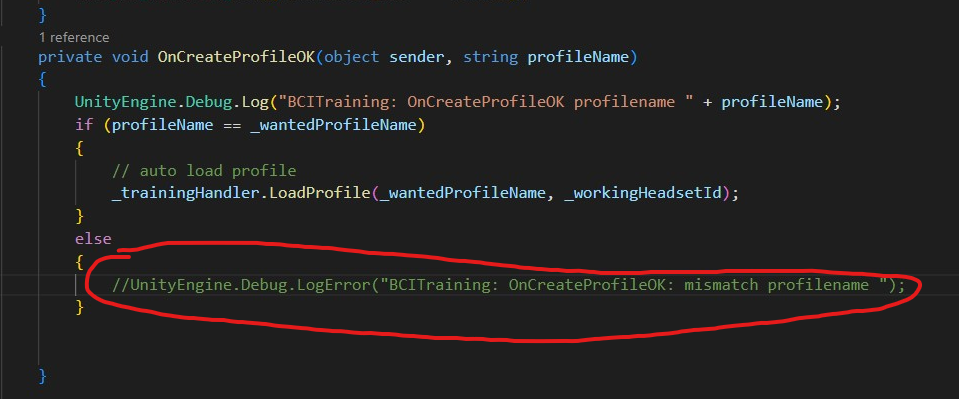 }
1 reference
private void OnCreateProfileOK(object sender, string profileName)
{
UnityEngine.Debug.Log("BCITraining: OnCreateProfileOK profilename " + profileName);
if (profileName == _wantedProfileName)
{
// auto load profile
_trainingHandler.LoadProfile(_wantedProfileName, _workingHeadsetId);
}
else
{
//UnityEngine.Debug.LogError("BCITraining: OnCreateProfileOK: mismatch profilename ");
}
}